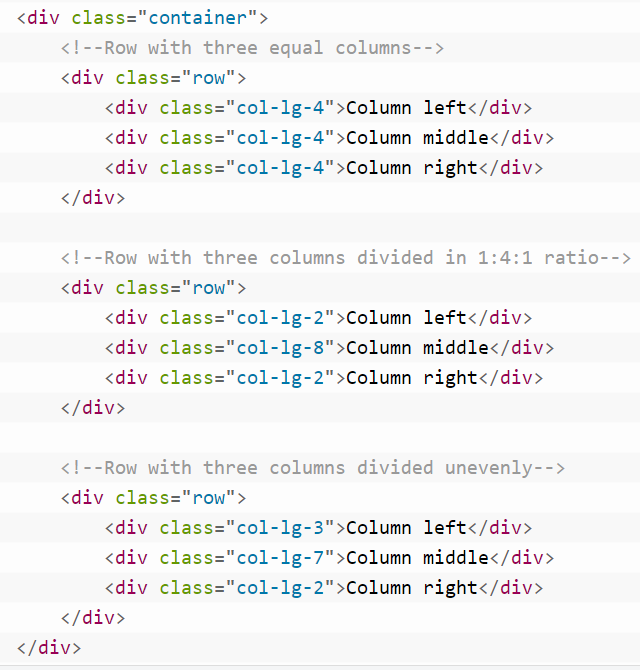 <div class="container">
    <!--Row with three equal columns-->
    <div class="row">
        <div class="col-lg-4">Column left</div>
        <div class="col-lg-4">Column middle</div>
        <div class="col-lg-4">Column right</div>
    </div>

    <!--Row with three columns divided in 1:4:1 ratio-->
    <div class="row">
        <div class="col-lg-2">Column left</div>
        <div class="col-lg-8">Column middle</div>
        <div class="col-lg-2">Column right</div>
    </div>

    <!--Row with three columns divided unevenly-->
    <div class="row">
        <div class="col-lg-3">Column left</div>
        <div class="col-lg-7">Column middle</div>
        <div class="col-lg-2">Column right</div>
    </div>
</div>